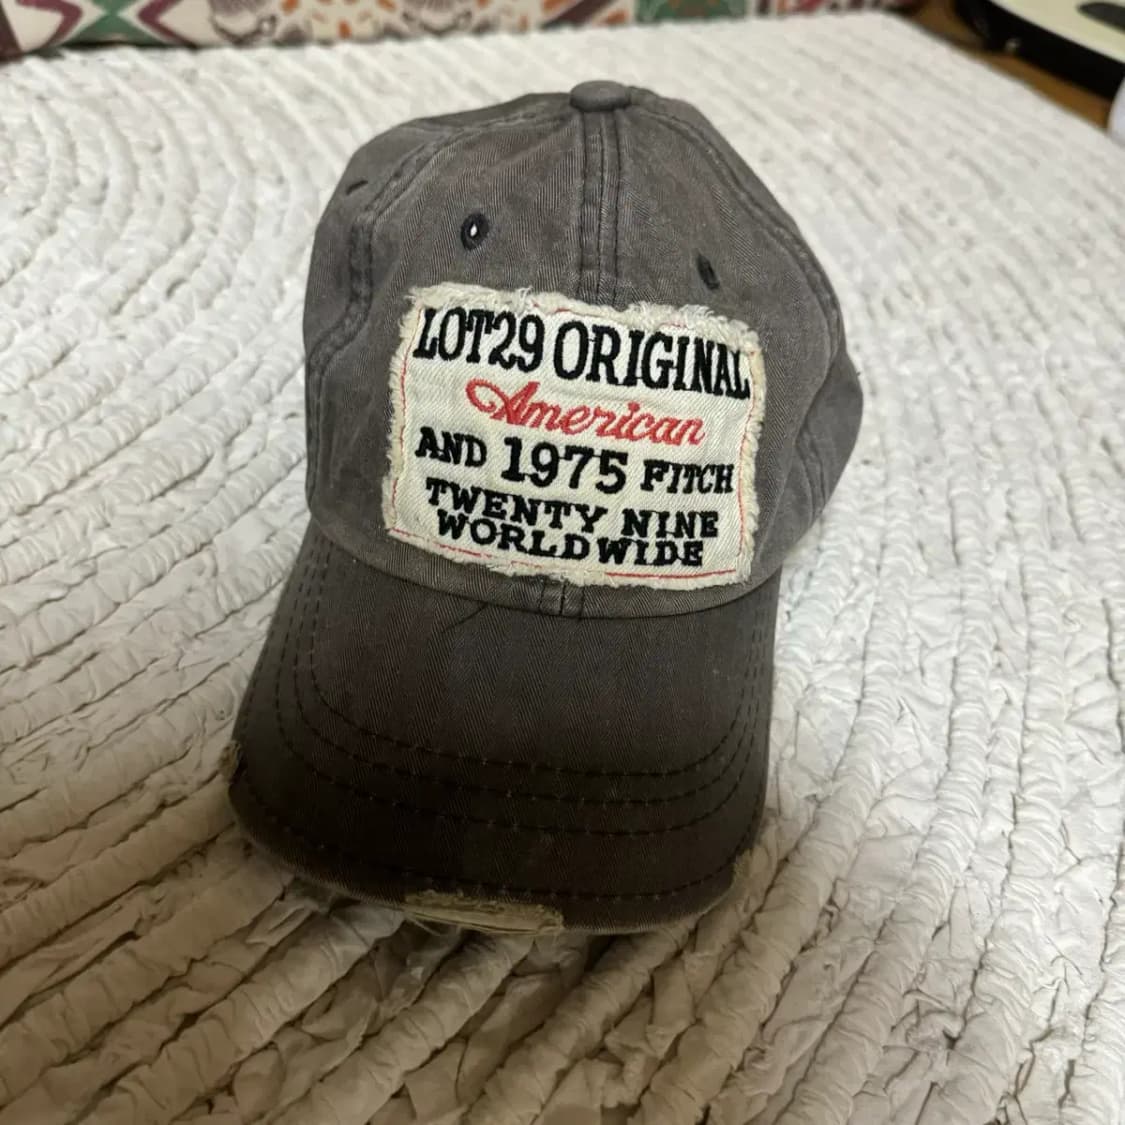 LOT29 ORIGINAL
American
AND 1975 FITCH
TWENTY NINE
WORLDWIDE